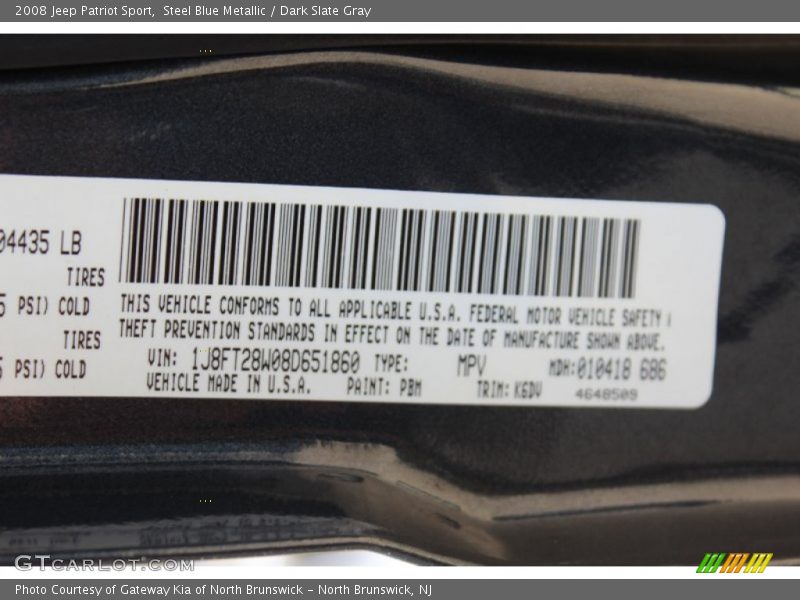 2008 Jeep Patriot Sport, Steel Blue Metallic / Dark Slate Gray
04435 LB
TIRES
PSI) COLD
TIRES
PSI) COLD
THIS VEHICLE CONFORMS TO ALL APPLICABLE U.S.A. FEDERAL MOTOR VEHICLE SAFETY
THEFT PREVENTION STANDARDS IN EFFECT ON THE DATE OF MANUFACTURE SHOWN ABOVE.
VIN: 1J8FT28W08D651860 TYPE: MPV MDH:010418 686
VEHICLE MADE IN U.S.A. PAINT: PBM TRIM: K6DV 4648509
GTCARLOT.COM
Photo Courtesy of Gateway Kia of North Brunswick - North Brunswick, NJ